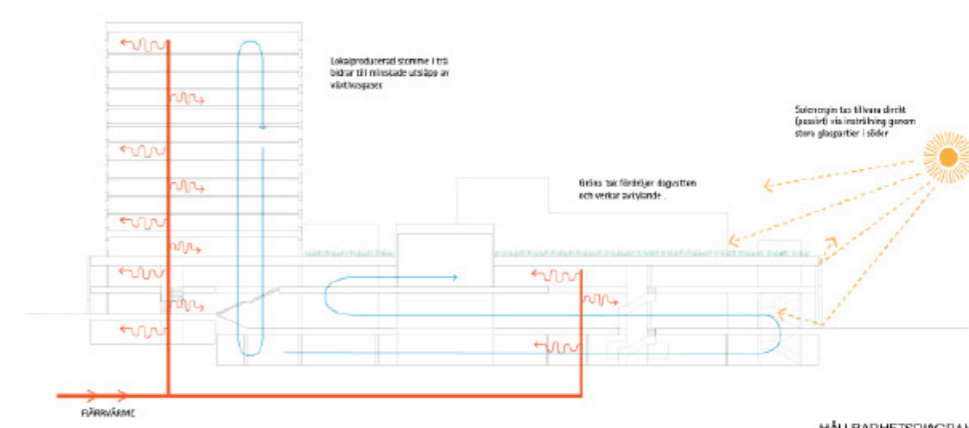 Lokalproducerad stomme i trä
bidrar till minskade utsläpp av
växthusgaser
Solenergin tas tillvara direkt
(passivt) via instrålning genom
stora glaspartier i söder
Gröna tak fördröjer dagvatten
och verkar avkylande .
FJÄRRVÄRME